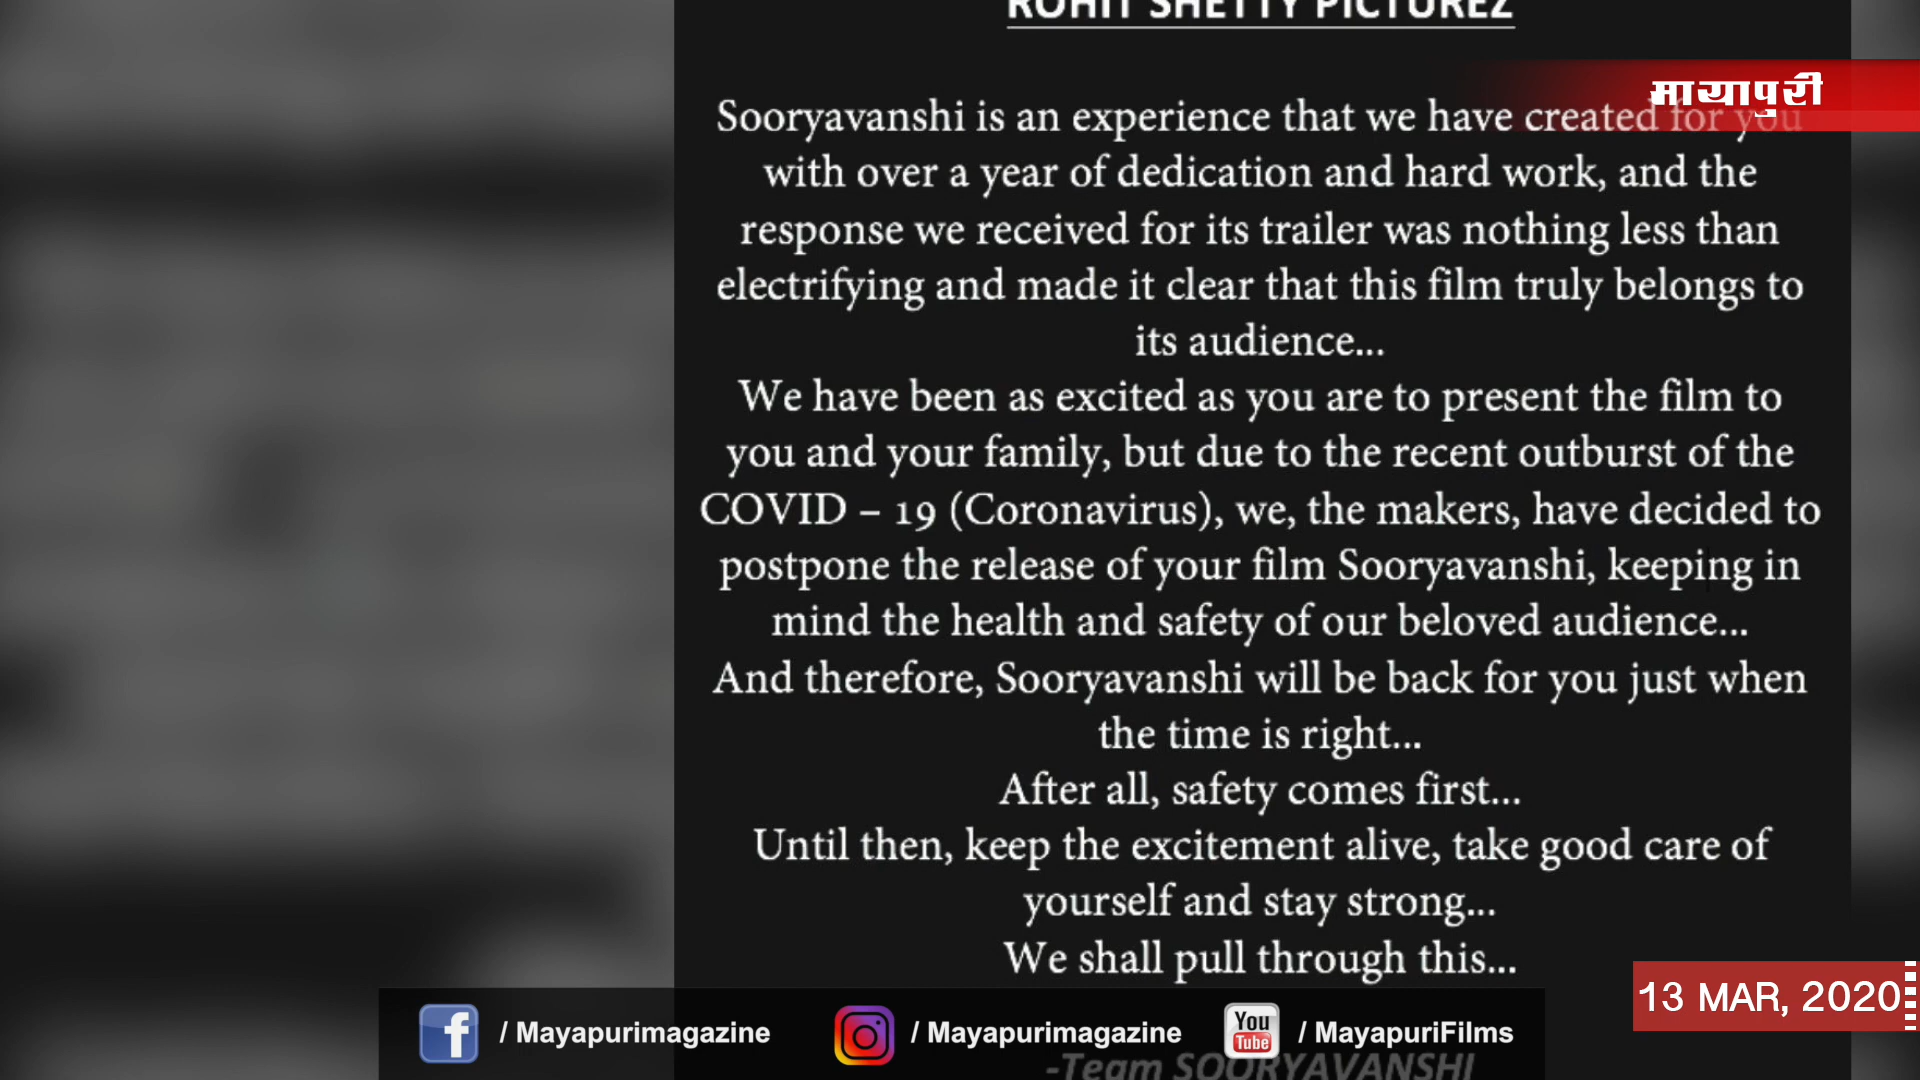 ROHIT SHETTY PICTUREZ
मायापुरी
Sooryavanshi is an experience that we have created for you
with over a year of dedication and hard work, and the
response we received for its trailer was nothing less than
electrifying and made it clear that this film truly belongs to
its audience...
We have been as excited as you are to present the film to
you and your family, but due to the recent outburst of the
COVID – 19 (Coronavirus), we, the makers, have decided to
postpone the release of your film Sooryavanshi, keeping in
mind the health and safety of our beloved audience...
And therefore, Sooryavanshi will be back for you just when
the time is right...
After all, safety comes first...
Until then, keep the excitement alive, take good care of
yourself and stay strong...
We shall pull through this...
13 MAR, 2020
f / Mayapurimagazine / Mayapurimagazine You Tube / MayapuriFilms
-Team SOORYAVANSHI